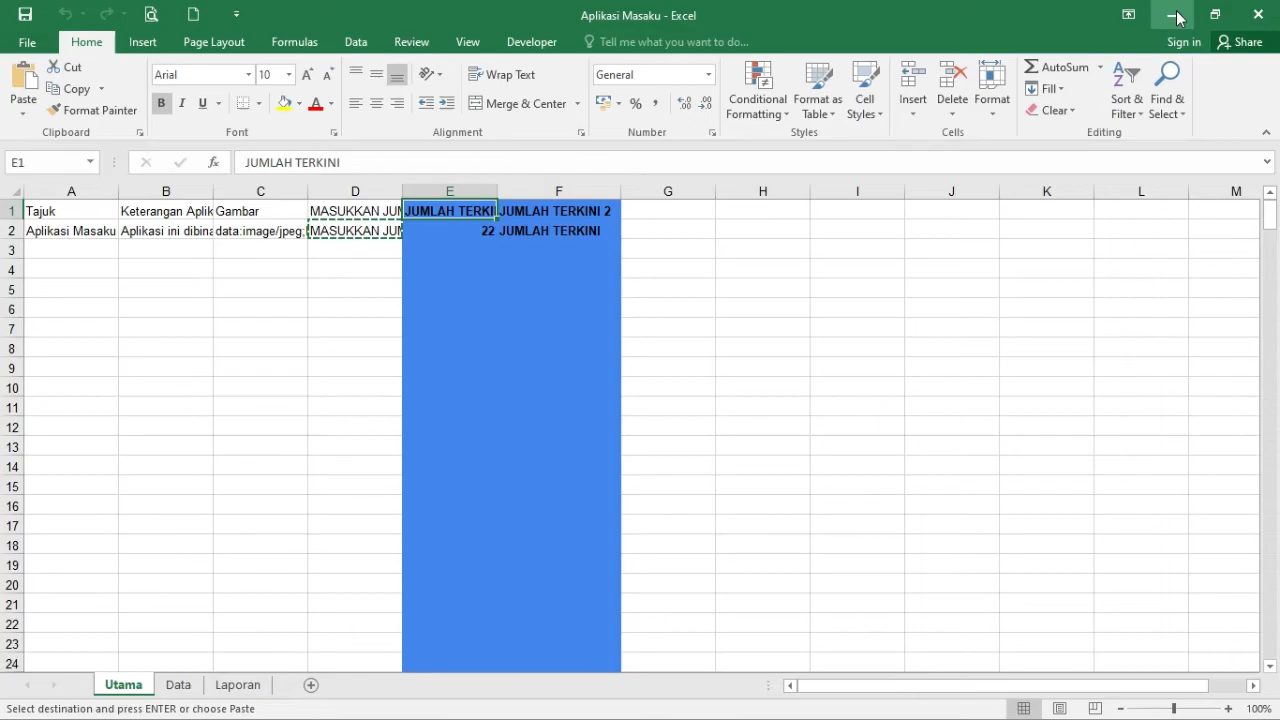 Aplikasi Masaku - Excel
File Home Insert Page Layout Formulas Data Review View Developer Tell me what you want to do... Sign in Share
Cut
Copy
Format Painter
Paste
Clipboard
Arial 10
B I U
Font
Wrap Text
Merge & Center
Alignment
General
%
Number
Conditional Formatting
Format as Table
Cell Styles
Styles
Insert Delete Format
Cells
AutoSum
Fill
Clear
Sort & Filter
Find & Select
Editing
E1 fx JUMLAH TERKINI
A B C D E F G H I J K L M
1 Tajuk Keterangan Aplik Gambar MASUKKAN JUM JUMLAH TERKI JUMLAH TERKINI 2
2 Aplikasi Masaku Aplikasi ini dibina data:image/jpeg; MASUKKAN JUM 22 JUMLAH TERKINI
3
4
5
6
7
8
9
10
11
12
13
14
15
16
17
18
19
20
21
22
23
24
Utama Data Laporan
Select destination and press ENTER or choose Paste 100%